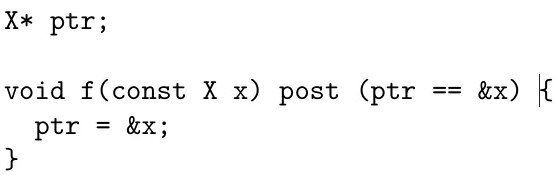 X* ptr;
void f(const X x) post (ptr == &x) {
ptr = &x;
}